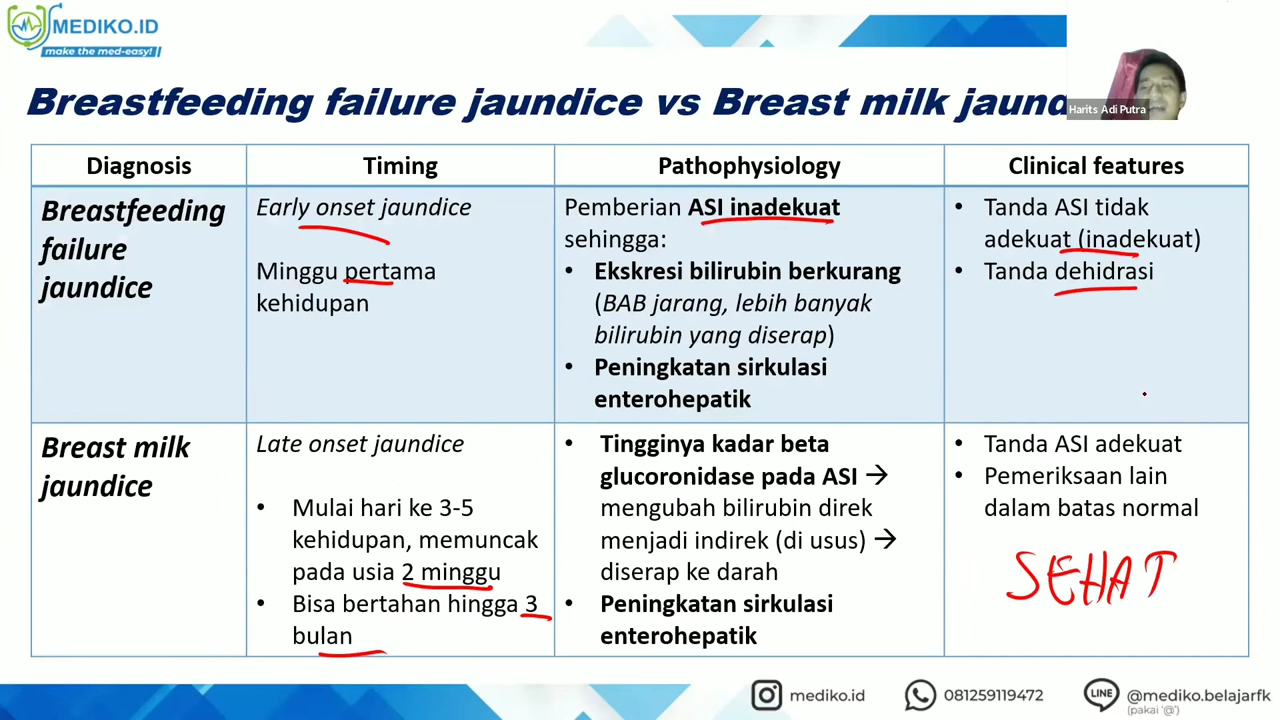 MEDIKO.ID
make the med-easy!
Breastfeeding failure jaundice vs Breast milk jaund
Harits Adi Putra
Diagnosis
Timing
Pathophysiology
Clinical features
Breastfeeding
failure
jaundice
Early onset jaundice
Minggu pertama
kehidupan
Pemberian ASI inadekuat
sehingga:
• Ekskresi bilirubin berkurang
(BAB jarang, lebih banyak
bilirubin yang diserap)
• Peningkatan sirkulasi
enterohepatik
• Tanda ASI tidak
adekuat (inadekuat)
• Tanda dehidrasi
Breast milk
jaundice
Late onset jaundice
• Mulai hari ke 3-5
kehidupan, memuncak
pada usia 2 minggu
• Bisa bertahan hingga 3
bulan
• Tingginya kadar beta
glucoronidase pada ASI →
mengubah bilirubin direk
menjadi indirek (di usus) →
diserap ke darah
• Peningkatan sirkulasi
enterohepatik
• Tanda ASI adekuat
• Pemeriksaan lain
dalam batas normal
SEHAT
mediko.id
081259119472
LINE
@mediko.belajarfk
(pakai '@')